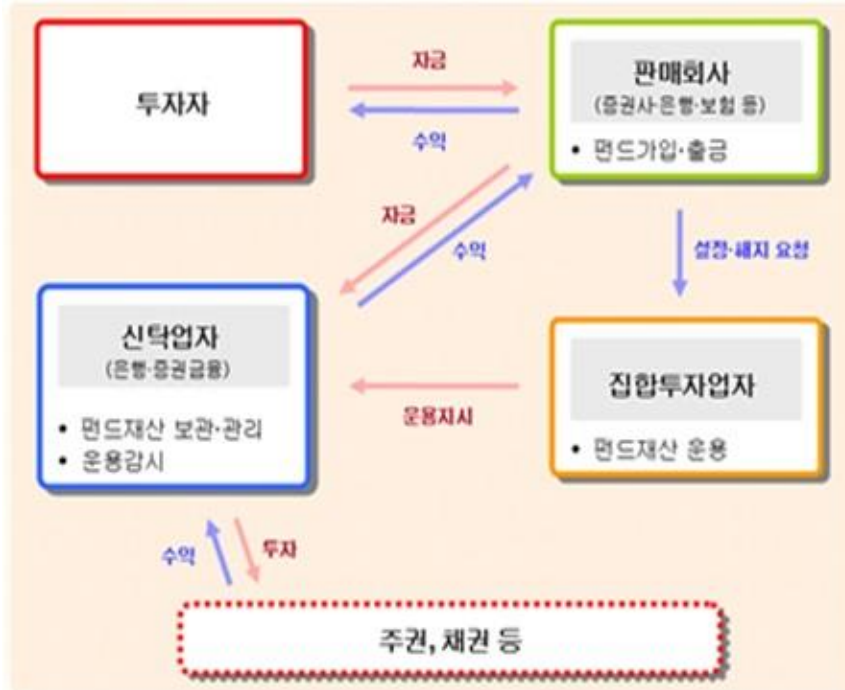 투자자
자금
수익
판매회사
(증권사·은행·보험 등)
• 펀드가입·출금
자금
수익
설정·해지 요청
신탁업자
(은행·증권금융)
• 펀드재산 보관·관리
• 운용감시
운용지시
집합투자업자
• 펀드재산 운용
수익
투자
주권, 채권 등